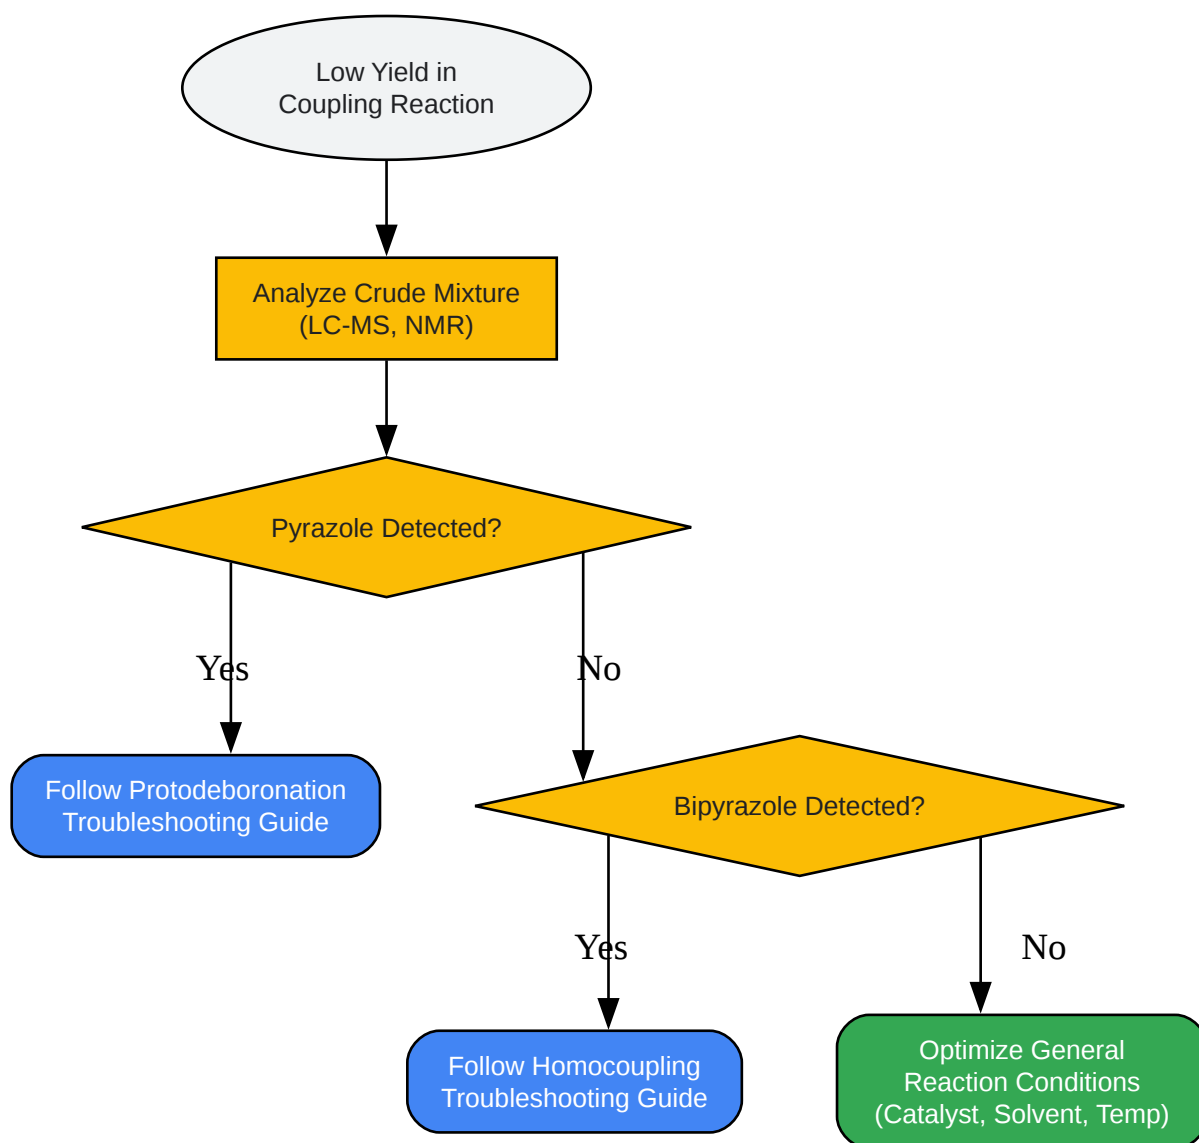 Low Yield in
Coupling Reaction
Analyze Crude Mixture
(LC-MS, NMR)
Pyrazole Detected?
Yes
No
Follow Protodeboronation
Troubleshooting Guide
Bipyrazole Detected?
Yes
No
Follow Homocoupling
Troubleshooting Guide
Optimize General
Reaction Conditions
(Catalyst, Solvent, Temp)